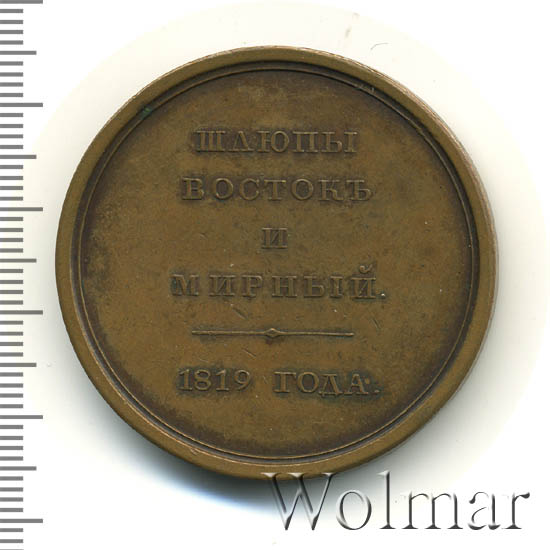 ШЛЮПЫ
ВОСТОКЪ
И
МИРНЫЙ.
1819 ГОДА.
Wolmar